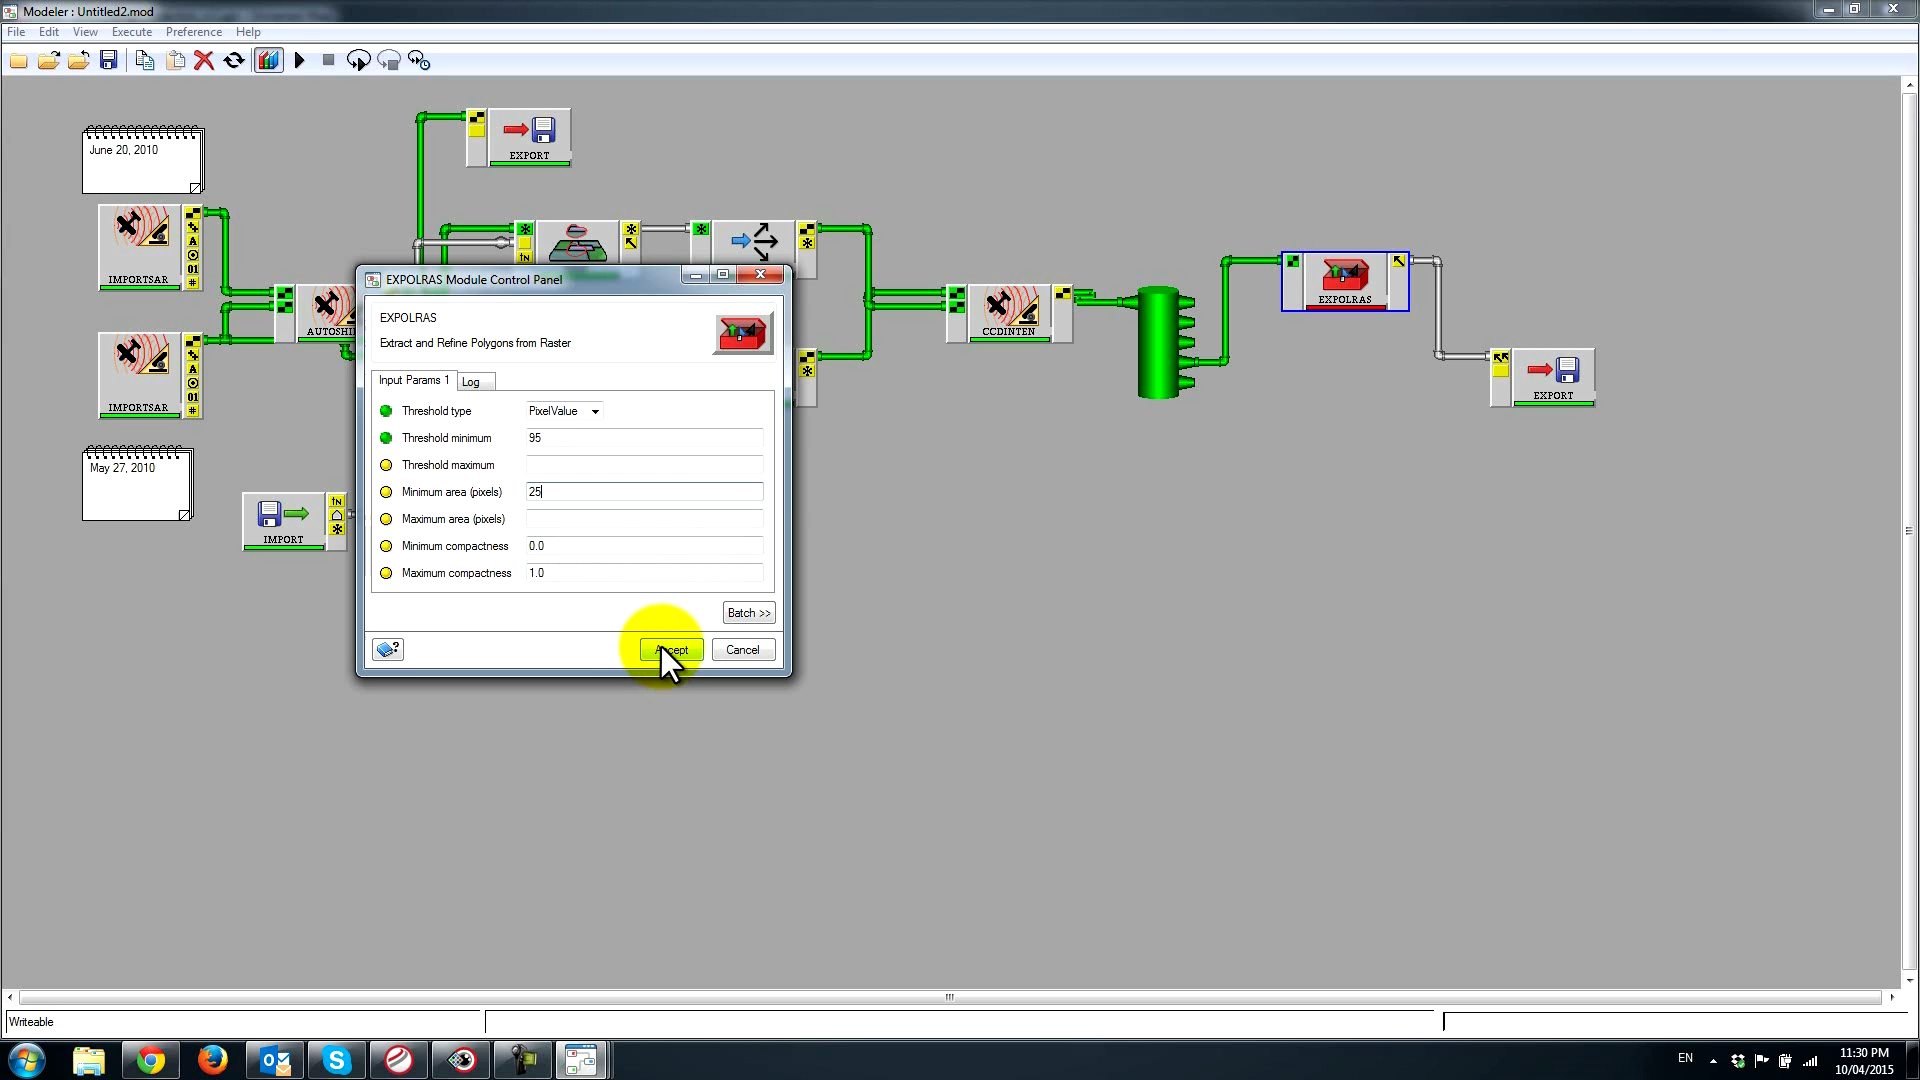 Modeler : Untitled2.mod
File Edit View Execute Preference Help
June 20, 2010
EXPORT
IMPORTSAR
A
01
#
IMPORTSAR
A
01
#
May 27, 2010
IMPORT
CCDINTEN
EXPOLRAS
EXPORT
EXPOLRAS Module Control Panel
EXPOLRAS
Extract and Refine Polygons from Raster
Input Params 1 Log
Threshold type PixelValue
Threshold minimum 95
Threshold maximum
Minimum area (pixels) 25
Maximum area (pixels)
Minimum compactness 0.0
Maximum compactness 1.0
Batch >>
Accept Cancel
Writeable
EN
11:30 PM
10/04/2015